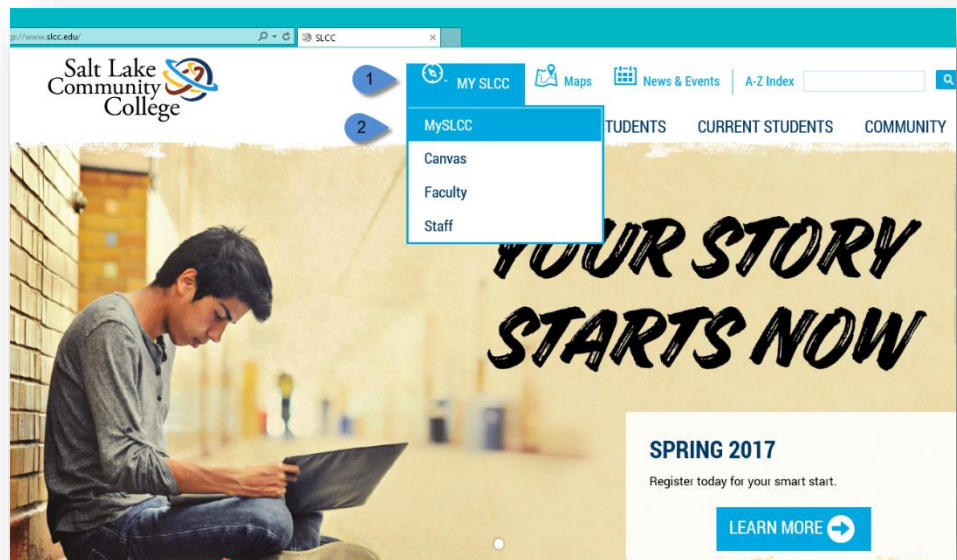 p://www.slcc.edu/
SLCC
Salt Lake
Community
College
1
MY SLCC
Maps
News & Events
A-Z Index
2
MySLCC
TUDENTS
CURRENT STUDENTS
COMMUNITY
Canvas
Faculty
Staff
YOUR STORY
STARTS NOW
SPRING 2017
Register today for your smart start.
LEARN MORE